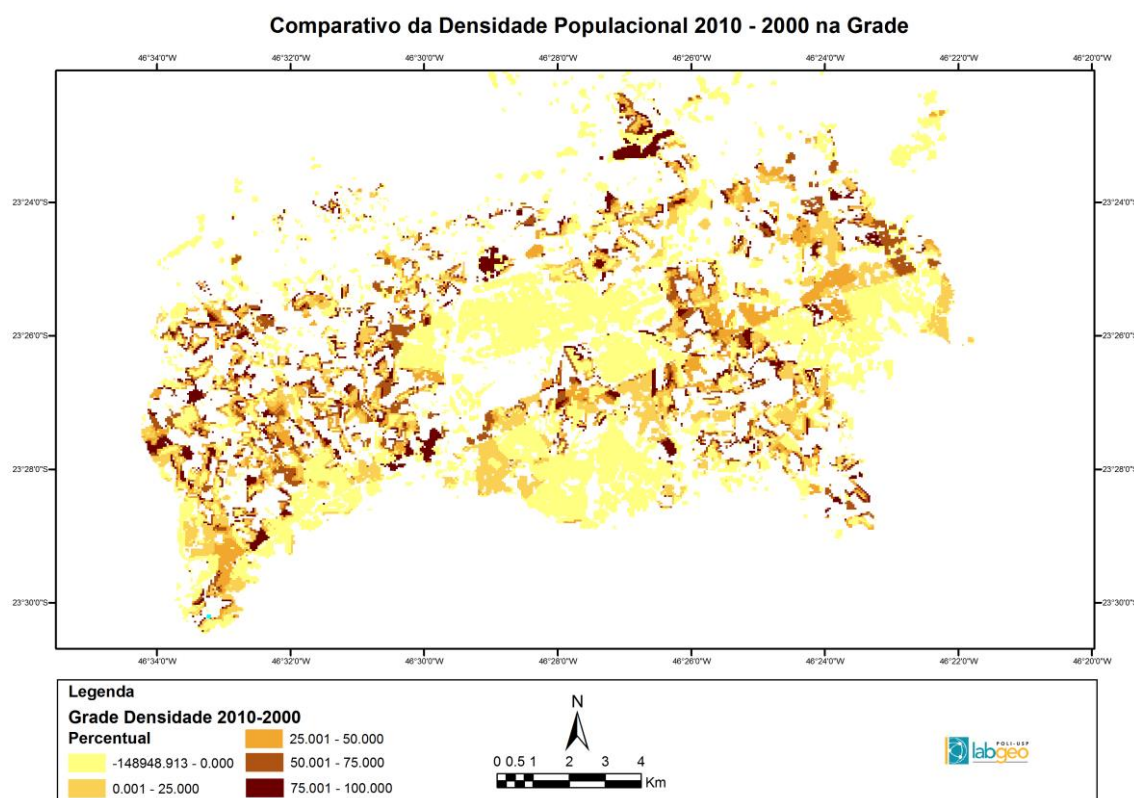 Comparativo da Densidade Populacional 2010 - 2000 na Grade
46°34'0"W 46°32'0"W 46°30'0"W 46°28'0"W 46°26'0"W 46°24'0"W 46°22'0"W 46°20'0"W
23°24'0"S 23°24'0"S
23°26'0"S 23°26'0"S
23°28'0"S 23°28'0"S
23°30'0"S 23°30'0"S
46°34'0"W 46°32'0"W 46°30'0"W 46°28'0"W 46°26'0"W 46°24'0"W 46°22'0"W 46°20'0"W
Legenda
Grade Densidade 2010-2000
Percentual
-148948.913 - 0.000
0.001 - 25.000
25.001 - 50.000
50.001 - 75.000
75.001 - 100.000
N
0 0.5 1 2 3 4
Km
POLI-USP
labgeo